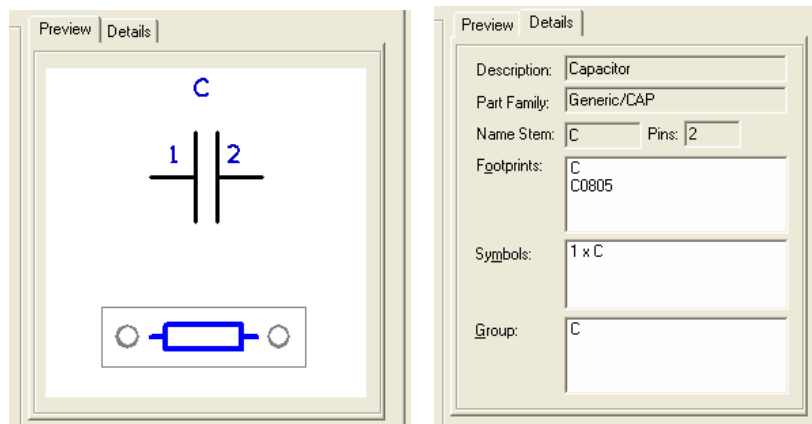 Preview Details
C
1 2
Preview Details
Description: Capacitor
Part Family: Generic/CAP
Name Stem: C Pins: 2
Footprints: C
C0805
Symbols: 1 x C
Group: C